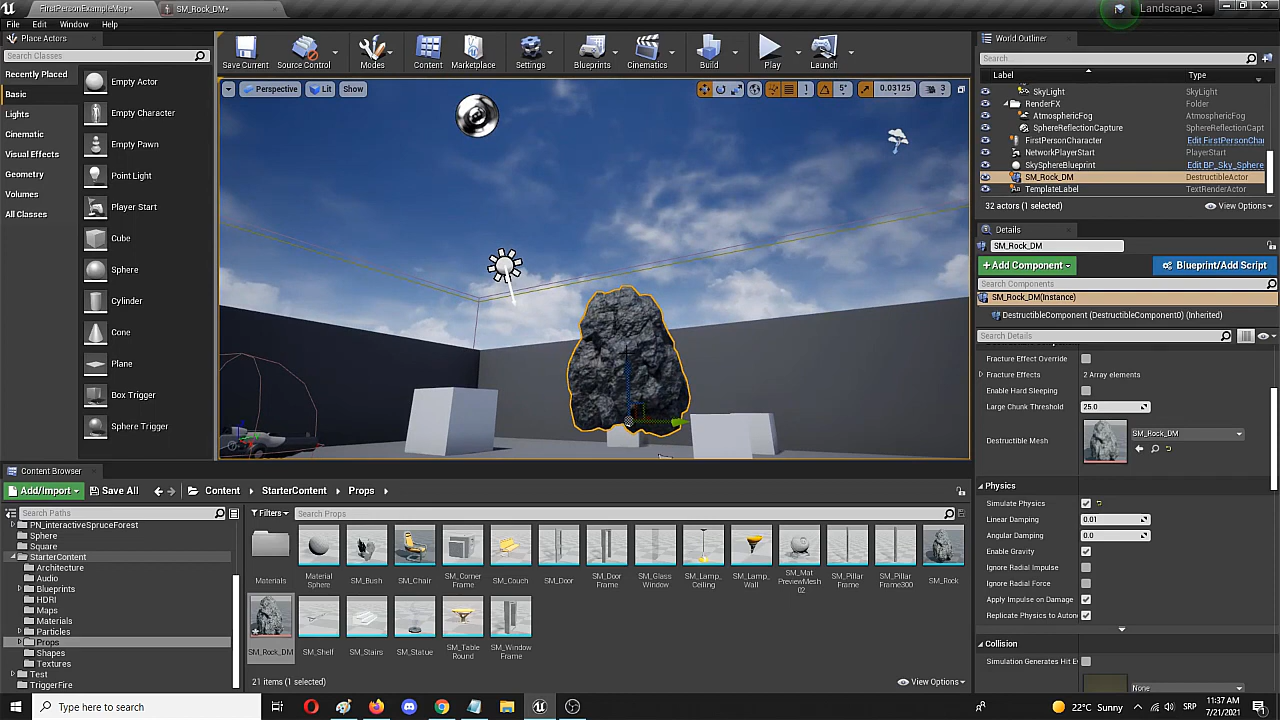 FirstPersonExampleMap*
SM_Rock_DM*
Landscape_3
File
Edit
Window
Help
Place Actors
Search Classes
Recently Placed
Basic
Lights
Cinematic
Visual Effects
Geometry
Volumes
All Classes
Empty Actor
Empty Character
Empty Pawn
Point Light
Player Start
Cube
Sphere
Cylinder
Cone
Plane
Box Trigger
Sphere Trigger
Save Current
Source Control
Modes
Content
Marketplace
Settings
Blueprints
Cinematics
Build
Play
Launch
Perspective
Lit
Show
1
5°
0.03125
3
World Outliner
Search...
Label
Type
SkyLight
SkyLight
RenderFX
Folder
AtmosphericFog
AtmosphericFog
SphereReflectionCapture
SphereReflectionCapt
FirstPersonCharacter
Edit FirstPersonChar
NetworkPlayerStart
PlayerStart
SkySphereBlueprint
Edit BP_Sky_Sphere
SM_Rock_DM
DestructibleActor
TemplateLabel
TextRenderActor
32 actors (1 selected)
View Options
Details
SM_Rock_DM
+Add Component
Blueprint/Add Script
Search Components
SM_Rock_DM(Instance)
DestructibleComponent (DestructibleComponent0) (Inherited)
Search Details
Fracture Effect Override
Fracture Effects
2 Array elements
Enable Hard Sleeping
Large Chunk Threshold
25.0
Destructible Mesh
SM_Rock_DM
Physics
Simulate Physics
Linear Damping
0.01
Angular Damping
0.0
Enable Gravity
Ignore Radial Impulse
Ignore Radial Force
Apply Impulse on Damage
Replicate Physics to Auton
Collision
Simulation Generates Hit E
None
Content Browser
Add/Import
Save All
Content
StarterContent
Props
Search Paths
PN_interactiveSpruceForest
Sphere
Square
StarterContent
Architecture
Audio
Blueprints
HDRI
Maps
Materials
Particles
Props
Shapes
Textures
Test
TriggerFire
Filters
Search Props
Materials
Material Sphere
SM_Bush
SM_Chair
SM_Corner Frame
SM_Couch
SM_Door
SM_Door Frame
SM_Glass Window
SM_Lamp_ Ceiling
SM_Lamp_ Wall
SM_Mat PreviewMesh 02
SM_Pillar Frame
SM_Pillar Frame300
SM_Rock
SM_Rock_DM
SM_Shelf
SM_Stairs
SM_Statue
SM_Table Round
SM_Window Frame
21 items (1 selected)
View Options
Type here to search
22°C Sunny
SRP
11:37 AM
7/21/2021